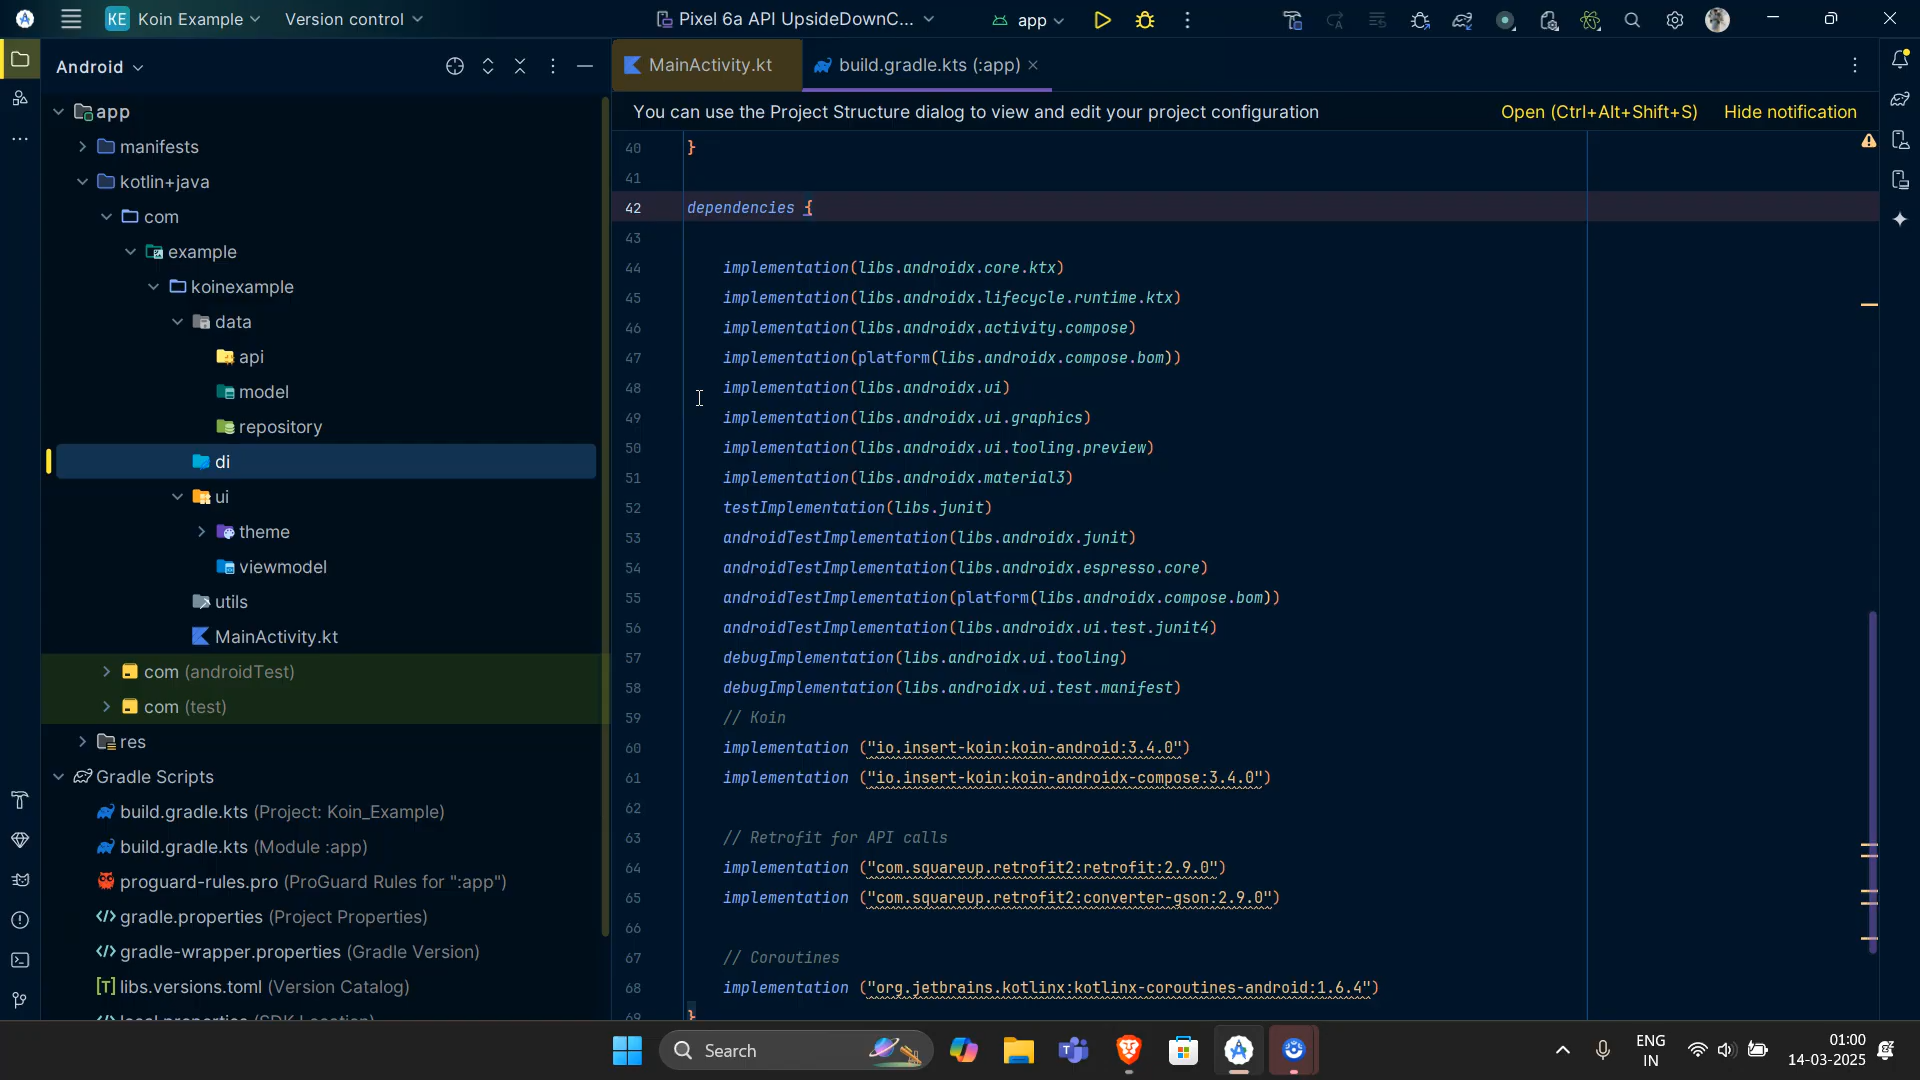 KE Koin Example Version control Pixel 6a API UpsideDownC... app
Android
app
manifests
kotlin+java
com
example
koinexample
data
api
model
repository
di
ui
theme
viewmodel
utils
MainActivity.kt
com (androidTest)
com (test)
res
Gradle Scripts
build.gradle.kts (Project: Koin_Example)
build.gradle.kts (Module :app)
proguard-rules.pro (ProGuard Rules for ":app")
gradle.properties (Project Properties)
gradle-wrapper.properties (Gradle Version)
libs.versions.toml (Version Catalog)
local.properties (SDK Location)
MainActivity.kt build.gradle.kts (:app)
You can use the Project Structure dialog to view and edit your project configuration Open (Ctrl+Alt+Shift+S) Hide notification
40 }
41
42 dependencies {
43
44 implementation(libs.androidx.core.ktx)
45 implementation(libs.androidx.lifecycle.runtime.ktx)
46 implementation(libs.androidx.activity.compose)
47 implementation(platform(libs.androidx.compose.bom))
48 implementation(libs.androidx.ui)
49 implementation(libs.androidx.ui.graphics)
50 implementation(libs.androidx.ui.tooling.preview)
51 implementation(libs.androidx.material3)
52 testImplementation(libs.junit)
53 androidTestImplementation(libs.androidx.junit)
54 androidTestImplementation(libs.androidx.espresso.core)
55 androidTestImplementation(platform(libs.androidx.compose.bom))
56 androidTestImplementation(libs.androidx.ui.test.junit4)
57 debugImplementation(libs.androidx.ui.tooling)
58 debugImplementation(libs.androidx.ui.test.manifest)
59 // Koin
60 implementation ("io.insert-koin:koin-android:3.4.0")
61 implementation ("io.insert-koin:koin-androidx-compose:3.4.0")
62
63 // Retrofit for API calls
64 implementation ("com.squareup.retrofit2:retrofit:2.9.0")
65 implementation ("com.squareup.retrofit2:converter-gson:2.9.0")
66
67 // Coroutines
68 implementation ("org.jetbrains.kotlinx:kotlinx-coroutines-android:1.6.4")
69 }
Search
ENG
IN
01:00
14-03-2025